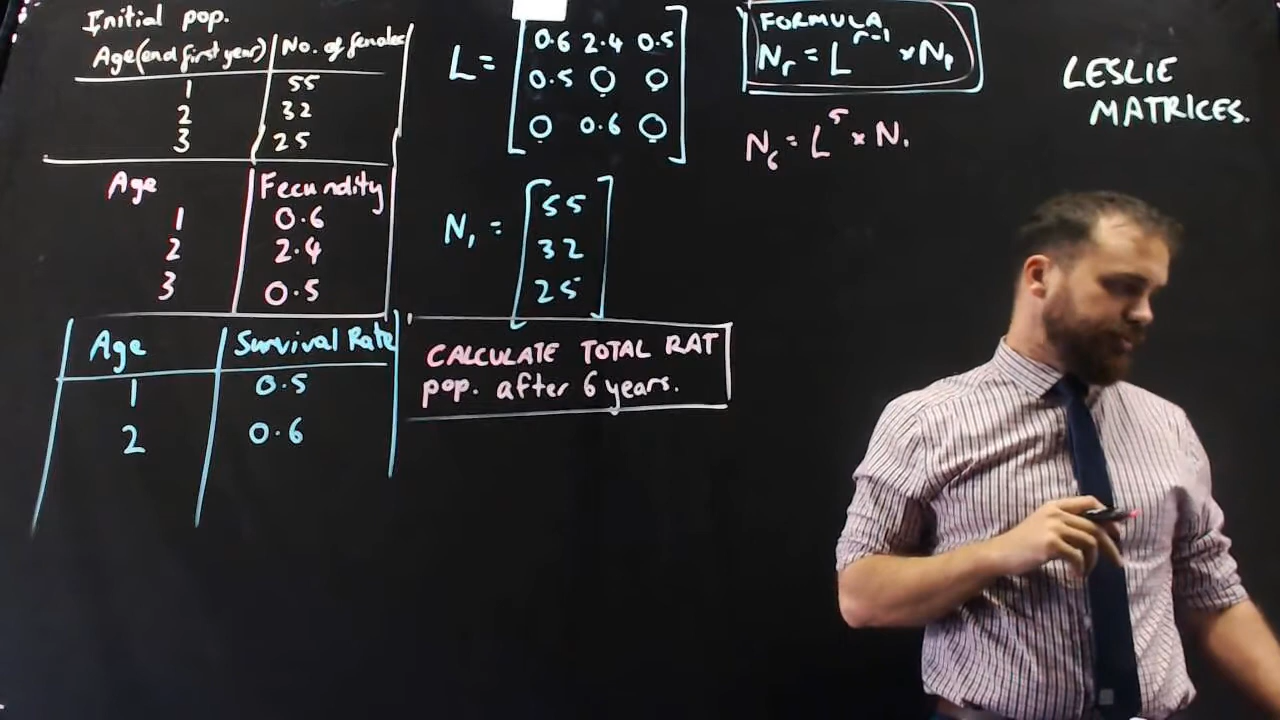 Initial pop.
Age(end first year) No. of females
1 55
2 32
3 25
Age Fecundity
1 0.6
2 2.4
3 0.5
Age Survival Rate
1 0.5
2 0.6
L = 0.6 2.4 0.5
0.5 0 0
0 0.6 0
N₁ = 55
32
25
CALCULATE TOTAL RAT
pop. after 6 years.
FORMULA
Nᵣ = Lʳ⁻¹ × N₁
N₆ = L⁵ × N₁
LESLIE
MATRICES.